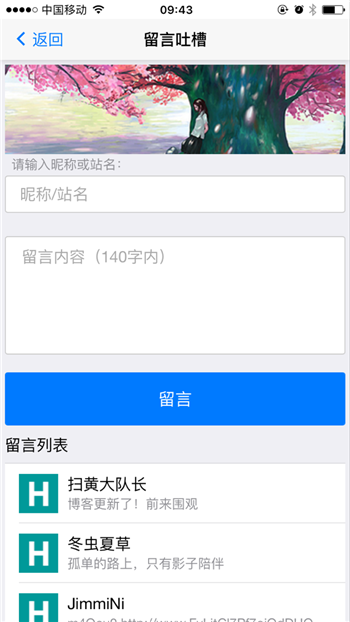 中国移动 09:43
返回 留言吐槽
请输入昵称或站名:
昵称/站名
留言内容（140字内）
留言
留言列表
H 扫黄大队长
博客更新了！前来围观
H 冬虫夏草
孤单的路上，只有影子陪伴
H JimmiNi